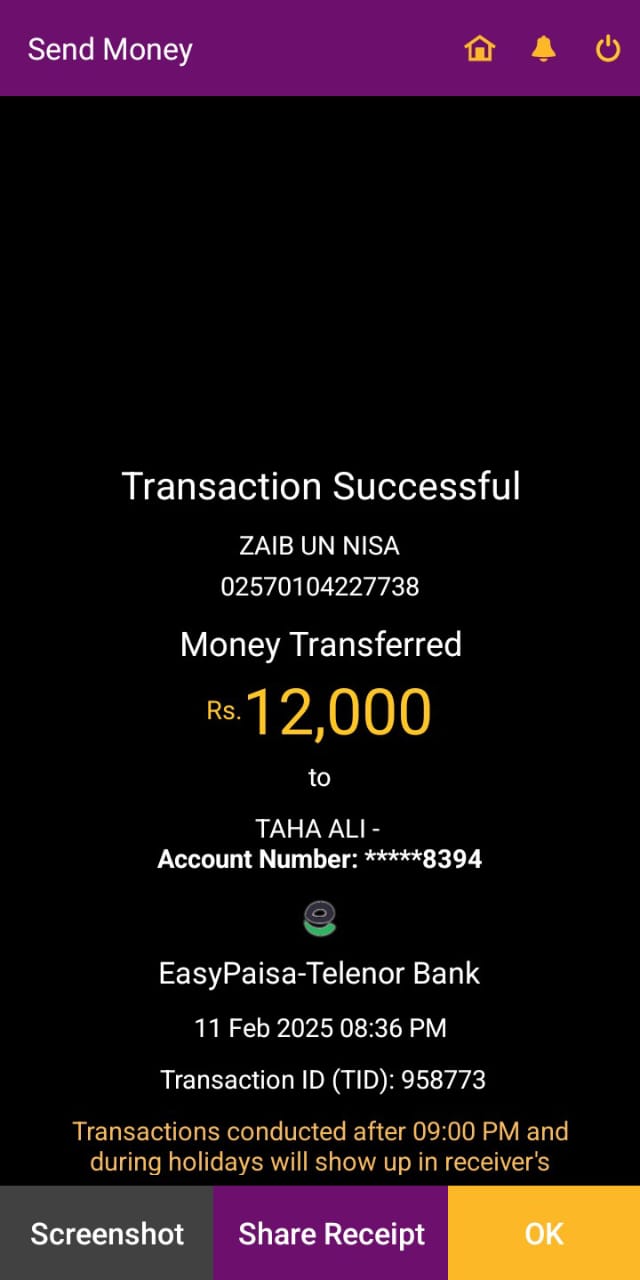 Send Money
Transaction Successful
ZAIB UN NISA
02570104227738
Money Transferred
Rs.12,000
to
TAHA ALI -
Account Number: *****8394
EasyPaisa-Telenor Bank
11 Feb 2025 08:36 PM
Transaction ID (TID): 958773
Transactions conducted after 09:00 PM and
during holidays will show up in receiver's
Screenshot
Share Receipt
OK